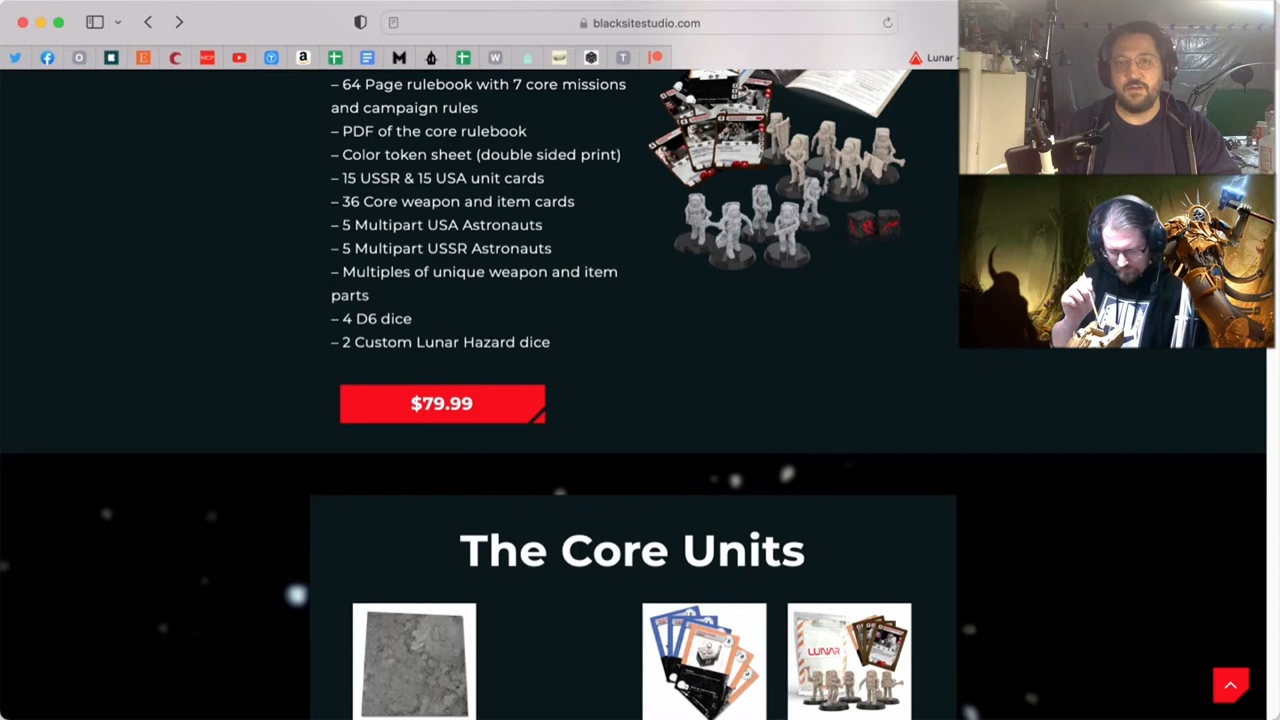 blacksitestudio.com
Lunar -
– 64 Page rulebook with 7 core missions
and campaign rules
– PDF of the core rulebook
– Color token sheet (double sided print)
– 15 USSR & 15 USA unit cards
– 36 Core weapon and item cards
– 5 Multipart USA Astronauts
– 5 Multipart USSR Astronauts
– Multiples of unique weapon and item
parts
– 4 D6 dice
– 2 Custom Lunar Hazard dice
$79.99
The Core Units
LUNAR